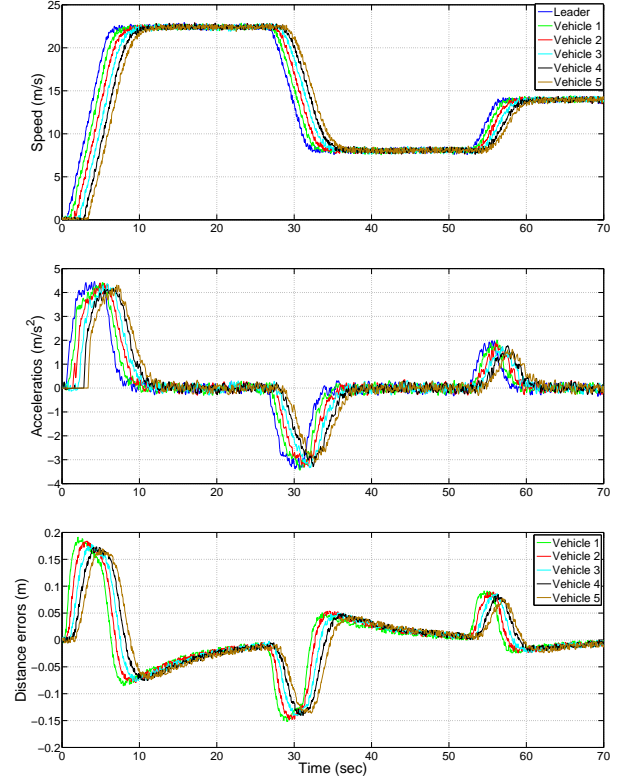 25
20
15
10
5
0
Speed (m/s)
Leader
Vehicle 1
Vehicle 2
Vehicle 3
Vehicle 4
Vehicle 5
0 10 20 30 40 50 60 70
5
4
3
2
1
0
−1
−2
−3
−4
Acceleratios (m/s²)
0 10 20 30 40 50 60 70
0.2
0.15
0.1
0.05
0
−0.05
−0.1
−0.15
−0.2
Distance errors (m)
Vehicle 1
Vehicle 2
Vehicle 3
Vehicle 4
Vehicle 5
0 10 20 30 40 50 60 70
Time (sec)